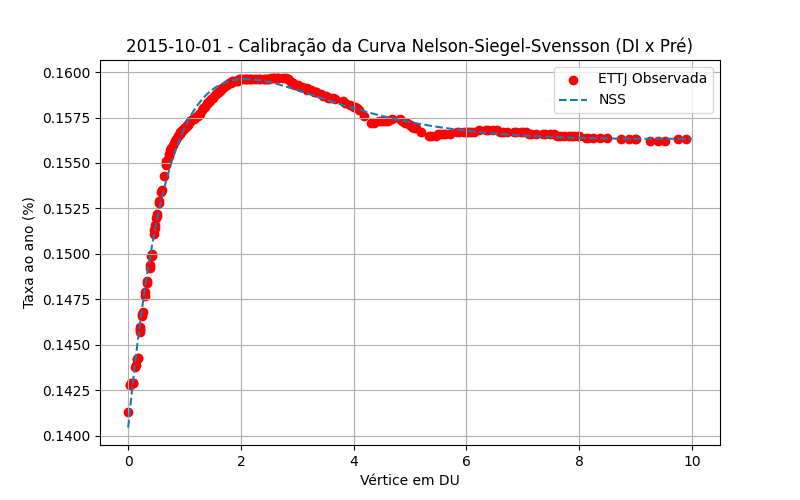 2015-10-01 - Calibração da Curva Nelson-Siegel-Svensson (DI x Pré)
ETTJ Observada
NSS
Taxa ao ano (%)
0.1600
0.1575
0.1550
0.1525
0.1500
0.1475
0.1450
0.1425
0.1400
0 2 4 6 8 10
Vértice em DU